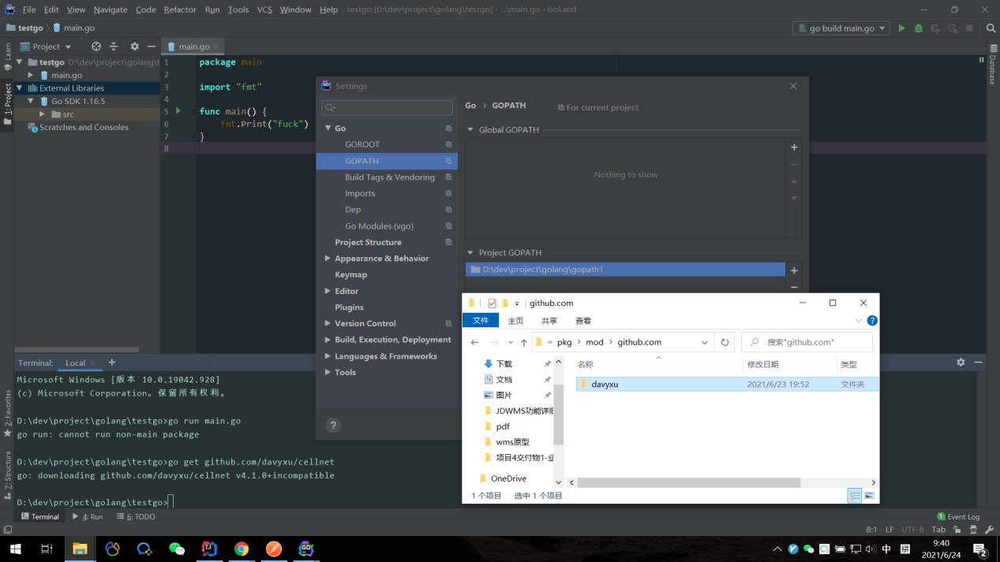 File Edit View Navigate Code Refactor Run Tools VCS Window Help testgo [D:\dev\project\golang\testgo] - ...\main.go - GoLand
testgo main.go go build main.go
Project main.go
Learn
1: Project
2: Favorites
Z: Structure
Database
testgo D:\dev\project\golang\t
main.go
External Libraries
Go SDK 1.16.5
src
Scratches and Consoles
1 package main
2
3 import "fmt"
4
5 func main() {
6 fmt.Print("fuck")
7 }
8
Settings
Go
GOROOT
GOPATH
Build Tags & Vendoring
Imports
Dep
Go Modules (vgo)
Project Structure
Appearance & Behavior
Keymap
Editor
Plugins
Version Control
Build, Execution, Deployment
Languages & Frameworks
Tools
?
Go › GOPATH For current project
Global GOPATH
Nothing to show
Project GOPATH
D:\dev\project\golang\gopath1
github.com
文件 主页 共享 查看
« pkg › mod › github.com 搜索"github.com"
名称 修改日期 类型
davyxu 2021/6/23 19:52 文件夹
下载
文档
图片
JDWMS功能详细
pdf
wms原型
项目4交付物1-业
OneDrive
1 个项目 选中 1 个项目
Terminal: Local
Microsoft Windows [版本 10.0.19042.928]
(c) Microsoft Corporation。保留所有权利。
D:\dev\project\golang\testgo>go run main.go
go run: cannot run non-main package
D:\dev\project\golang\testgo>go get github.com/davyxu/cellnet
go: downloading github.com/davyxu/cellnet v4.1.0+incompatible
D:\dev\project\golang\testgo>
Terminal 4: Run 6: TODO 1 Event Log
8:1 LF UTF-8 Tab
中 拼 9:40
2021/6/24 2